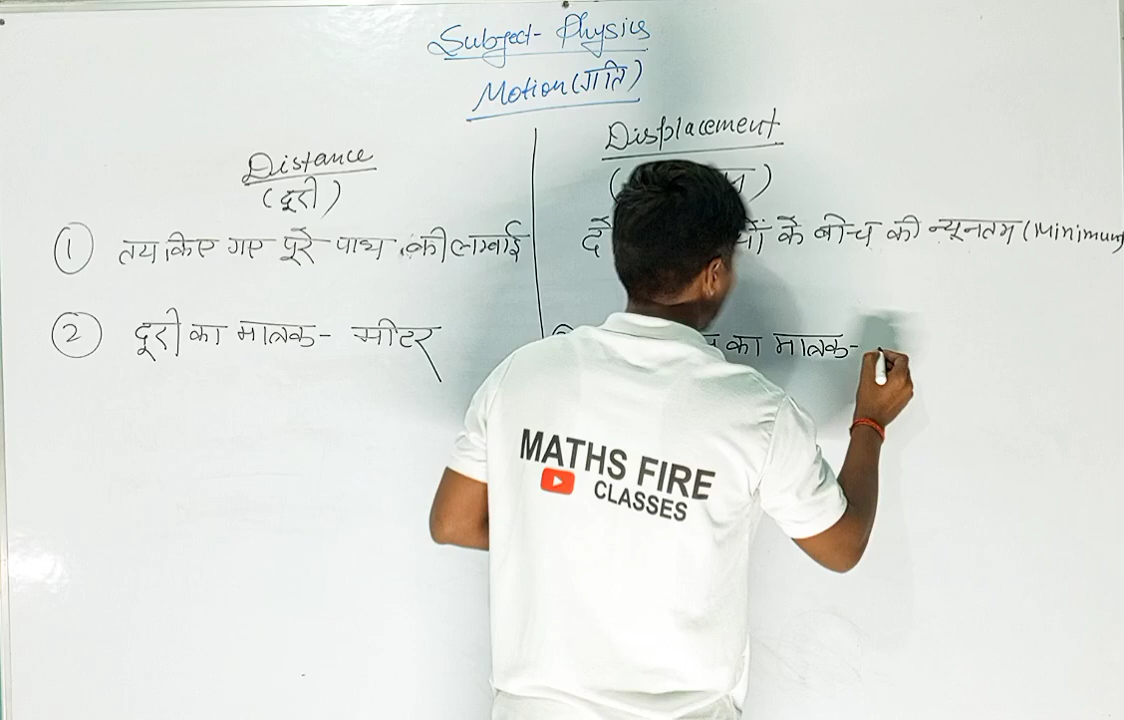 Subject- Physics
Motion (गति)
Distance
(दूरी)
① तय किए गए पूरे पाथ की लम्बाई
② दूरी का मात्रक- मीटर
Displacement
के बीच की न्यूनतम (Minimum
का मात्रक-
MATHS FIRE
CLASSES